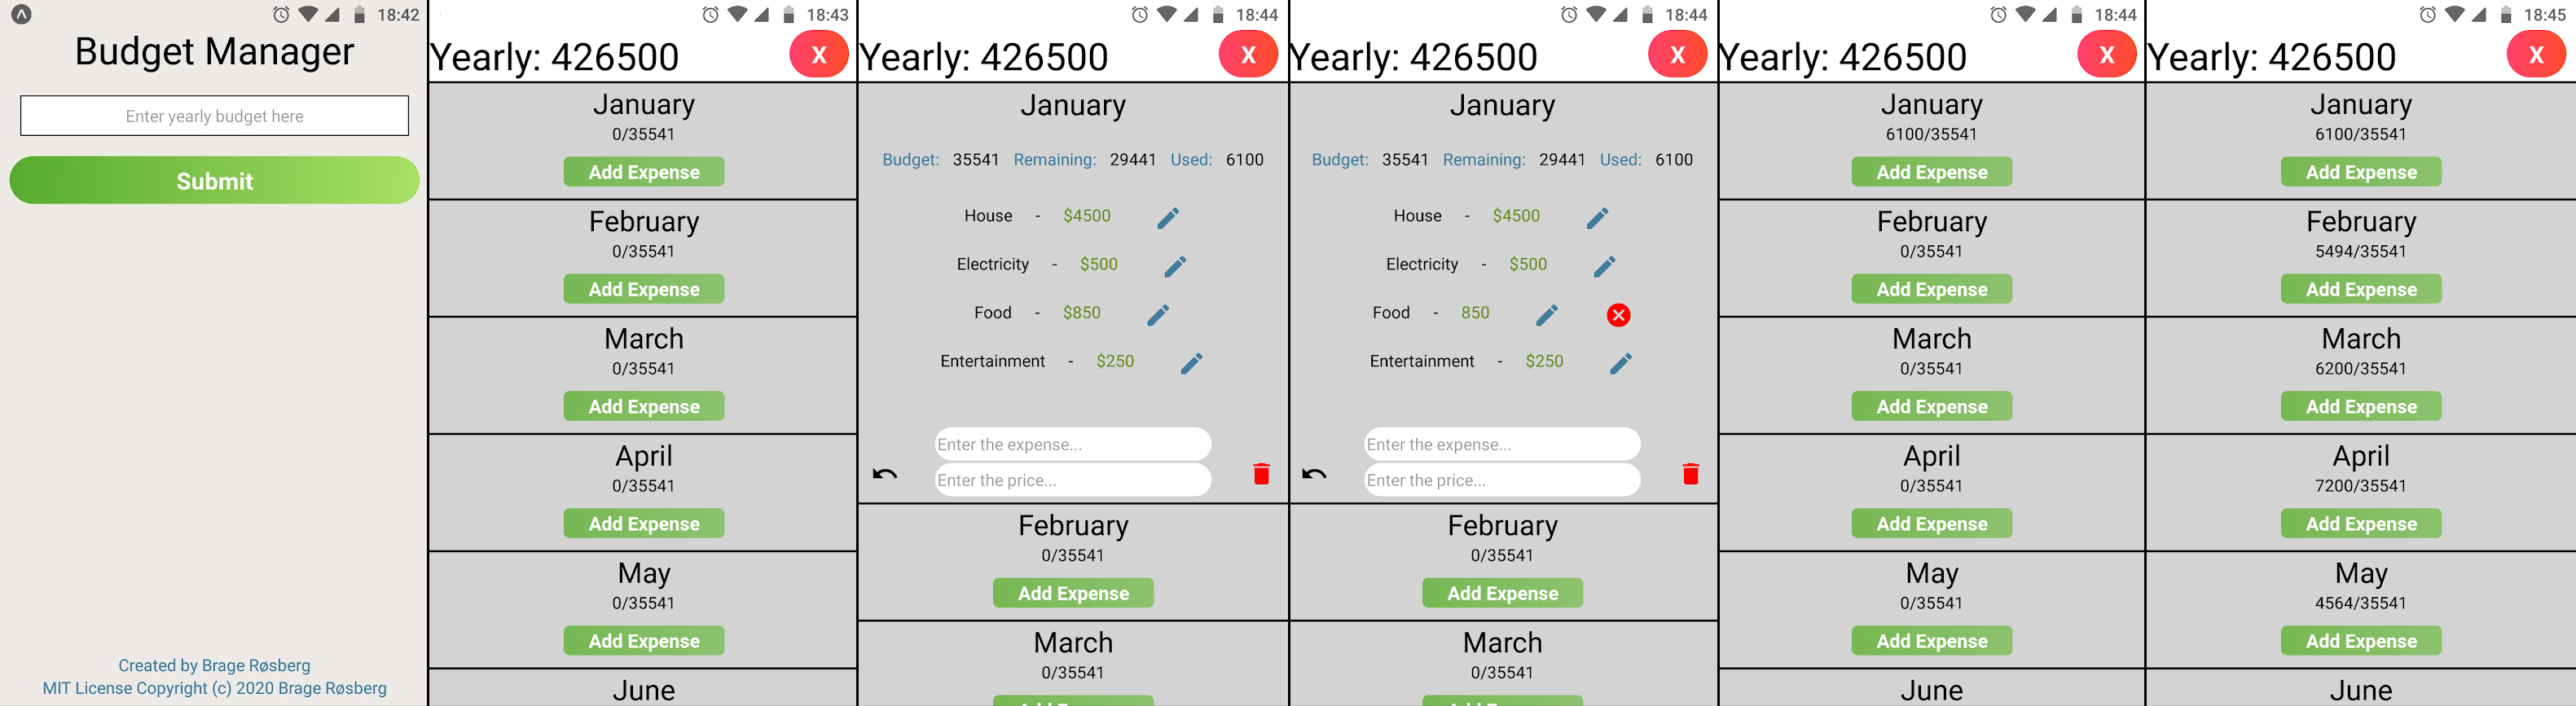 18:42
Budget Manager
Enter yearly budget here
Submit
Created by Brage Røsberg
MIT License Copyright (c) 2020 Brage Røsberg
18:43
Yearly: 426500 X
January
0/35541
Add Expense
February
0/35541
Add Expense
March
0/35541
Add Expense
April
0/35541
Add Expense
May
0/35541
Add Expense
June
18:44
Yearly: 426500 X
January
Budget: 35541 Remaining: 29441 Used: 6100
House - $4500
Electricity - $500
Food - $850
Entertainment - $250
Enter the expense...
Enter the price...
February
0/35541
Add Expense
March
0/35541
Add Expense
18:44
Yearly: 426500 X
January
Budget: 35541 Remaining: 29441 Used: 6100
House - $4500
Electricity - $500
Food - 850
Entertainment - $250
Enter the expense...
Enter the price...
February
0/35541
Add Expense
March
0/35541
Add Expense
18:44
Yearly: 426500 X
January
6100/35541
Add Expense
February
0/35541
Add Expense
March
0/35541
Add Expense
April
0/35541
Add Expense
May
0/35541
Add Expense
June
18:45
Yearly: 426500 X
January
6100/35541
Add Expense
February
5494/35541
Add Expense
March
6200/35541
Add Expense
April
7200/35541
Add Expense
May
4564/35541
Add Expense
June